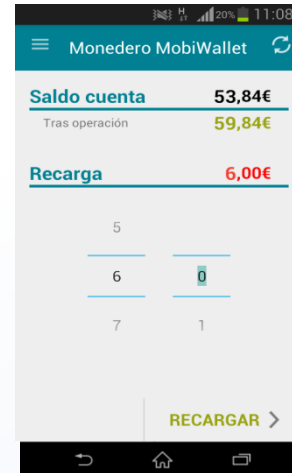 H 20% 11:08
Monedero MobiWallet
Saldo cuenta 53,84€
Tras operación 59,84€
Recarga 6,00€
5
6 0
7 1
RECARGAR >